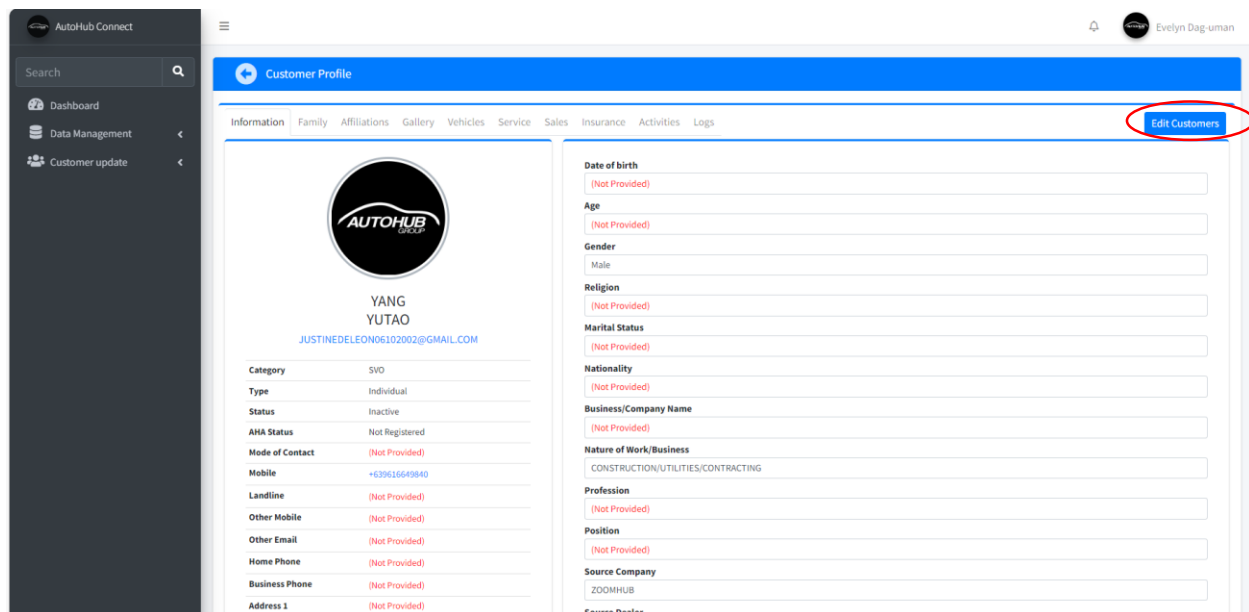 AutoHub Connect
Evelyn Dag-uman
Search
Dashboard
Data Management
Customer update
Customer Profile
Information Family Affiliations Gallery Vehicles Service Sales Insurance Activities Logs
Edit Customers
AUTOHUB
GROUP
YANG
YUTAO
JUSTINEDELEON06102002@GMAIL.COM
Category SVO
Type Individual
Status Inactive
AHA Status Not Registered
Mode of Contact (Not Provided)
Mobile +639616649840
Landline (Not Provided)
Other Mobile (Not Provided)
Other Email (Not Provided)
Home Phone (Not Provided)
Business Phone (Not Provided)
Address 1 (Not Provided)
Date of birth
(Not Provided)
Age
(Not Provided)
Gender
Male
Religion
(Not Provided)
Marital Status
(Not Provided)
Nationality
(Not Provided)
Business/Company Name
(Not Provided)
Nature of Work/Business
CONSTRUCTION/UTILITIES/CONTRACTING
Profession
(Not Provided)
Position
(Not Provided)
Source Company
ZOOMHUB